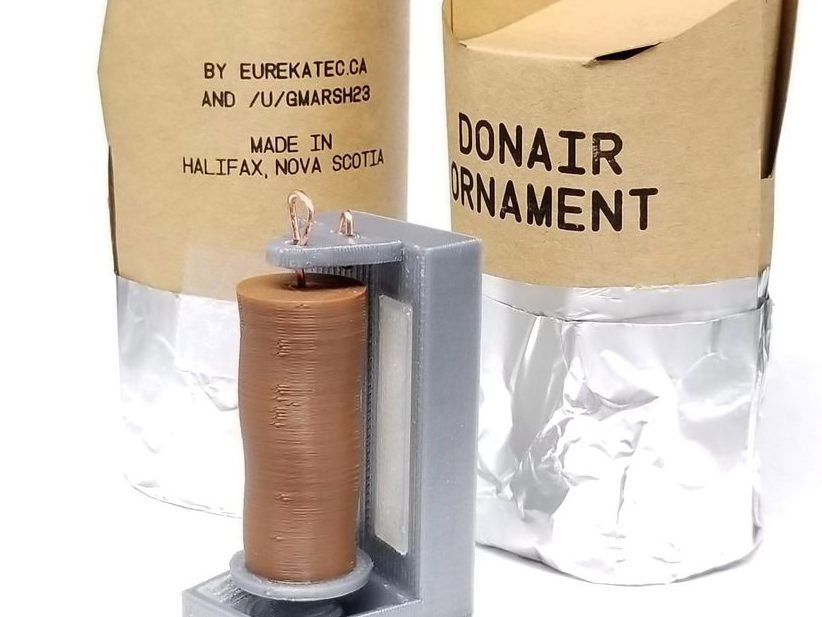 BY EUREKATEC.CA
AND /U/GMARSH23
MADE IN
HALIFAX, NOVA SCOTIA
DONAIR
ORNAMENT